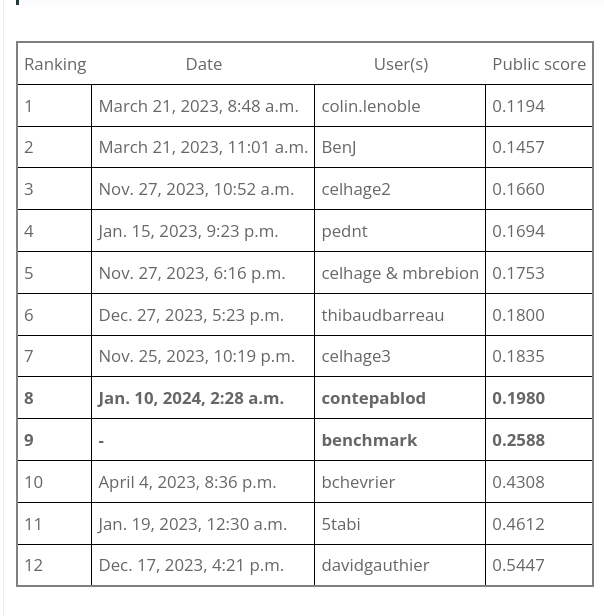 Ranking Date User(s) Public score
1 March 21, 2023, 8:48 a.m. colin.lenoble 0.1194
2 March 21, 2023, 11:01 a.m. BenJ 0.1457
3 Nov. 27, 2023, 10:52 a.m. celhage2 0.1660
4 Jan. 15, 2023, 9:23 p.m. pednt 0.1694
5 Nov. 27, 2023, 6:16 p.m. celhage & mbrebion 0.1753
6 Dec. 27, 2023, 5:23 p.m. thibaudbarreau 0.1800
7 Nov. 25, 2023, 10:19 p.m. celhage3 0.1835
8 Jan. 10, 2024, 2:28 a.m. contepablod 0.1980
9 - benchmark 0.2588
10 April 4, 2023, 8:36 p.m. bchevrier 0.4308
11 Jan. 19, 2023, 12:30 a.m. 5tabi 0.4612
12 Dec. 17, 2023, 4:21 p.m. davidgauthier 0.5447